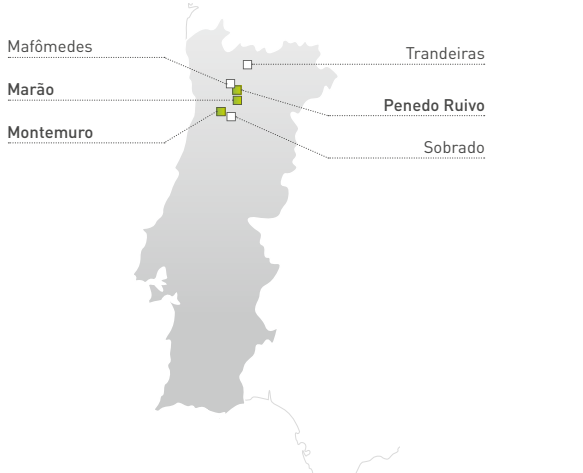 Mafômedes
Trandeiras
Marão
Penedo Ruivo
Montemuro
Sobrado